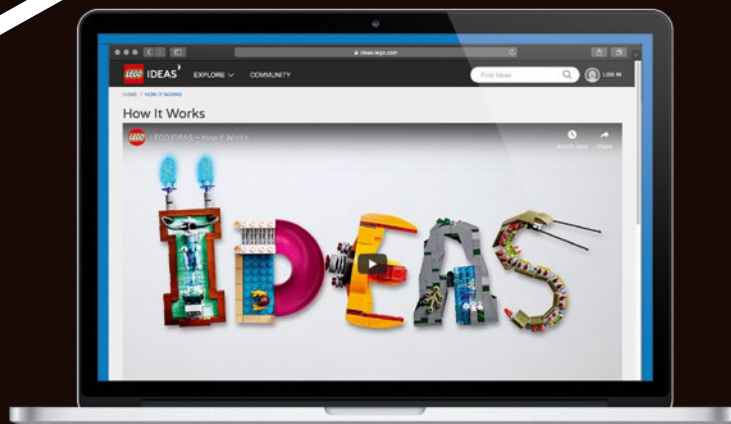 ideas.lego.com
LEGO IDEAS EXPLORE COMMUNITY Find Ideas LOG IN
HOME / HOW IT WORKS
How It Works
LEGO LEGO IDEAS – How It Works
Watch later Share
IDEAS